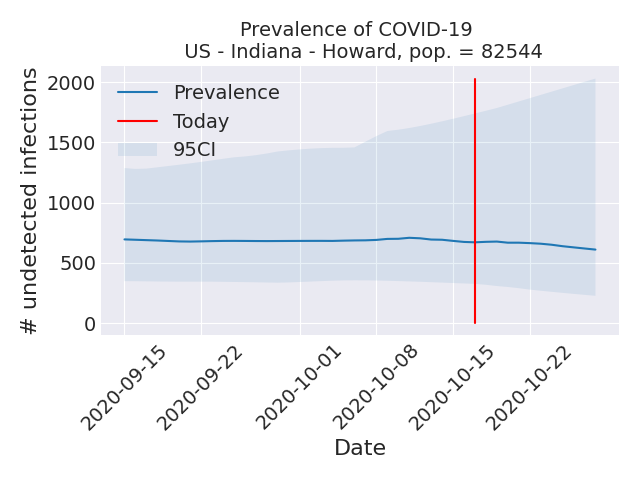 Prevalence of COVID-19
US - Indiana - Howard, pop. = 82544
# undetected infections
2000
1500
1000
500
0
Prevalence
Today
95CI
2020-09-15
2020-09-22
2020-10-01
2020-10-08
2020-10-15
2020-10-22
Date